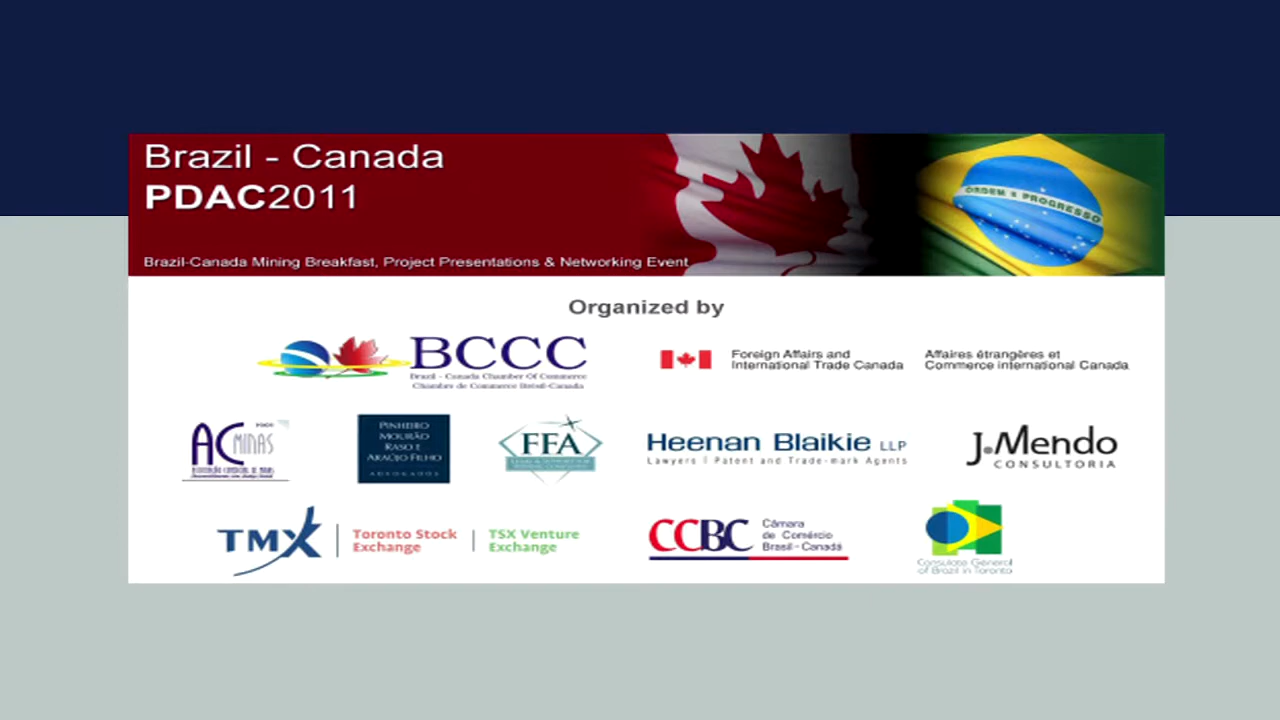 Brazil - Canada
PDAC2011
ORDEM E PROGRESSO
Brazil-Canada Mining Breakfast, Project Presentations & Networking Event
Organized by
BCCC
Brazil - Canada Chamber Of Commerce
Chambre de Commerce Brésil-Canada
Foreign Affairs and
International Trade Canada
Affaires étrangères et
Commerce international Canada
AC
MINAS
PINHEIRO
MOURÃO
RASO E
ARAÚJO FILHO
ADVOGADOS
FFA
Heenan Blaikie LLP
Lawyers | Patent and Trade-mark Agents
J.Mendo
CONSULTORIA
TMX
Toronto Stock
Exchange
TSX Venture
Exchange
CCBC
Câmara
de Comércio
Brasil-Canadá
Consulate General
of Brazil in Toronto